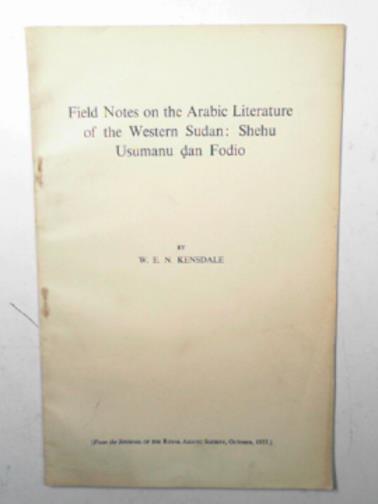 Field Notes on the Arabic Literature
of the Western Sudan: Shehu
Usumanu ɗan Fodio
BY
W. E. N. KENSDALE
[From the JOURNAL OF THE ROYAL ASIATIC SOCIETY, October, 1955.]